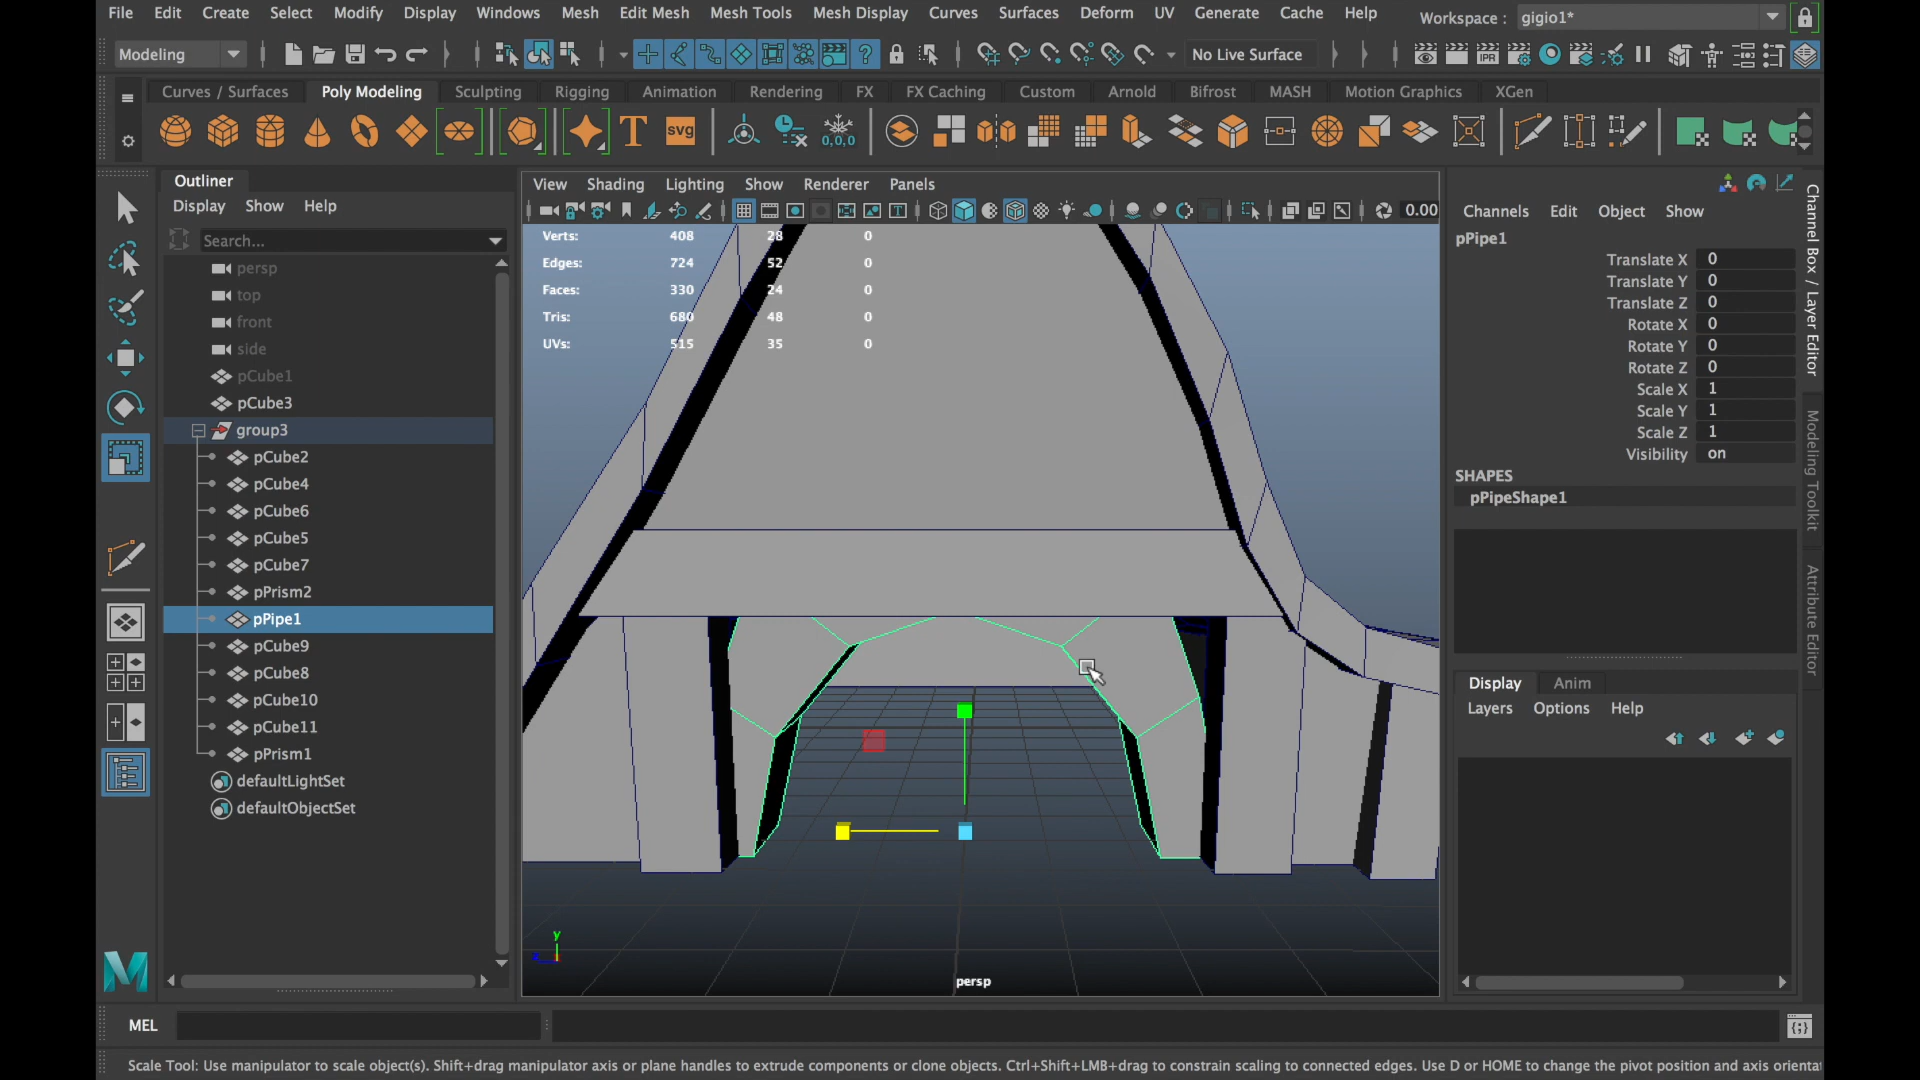 File Edit Create Select Modify Display Windows Mesh Edit Mesh Mesh Tools Mesh Display Curves Surfaces Deform UV Generate Cache Help Workspace : gigio1*
Modeling No Live Surface
IPR
Curves / Surfaces Poly Modeling Sculpting Rigging Animation Rendering FX FX Caching Custom Arnold Bifrost MASH Motion Graphics XGen
T svg 0,0,0
Outliner
Display Show Help
Search...
persp
top
front
side
pCube1
pCube3
group3
pCube2
pCube4
pCube6
pCube5
pCube7
pPrism2
pPipe1
pCube9
pCube8
pCube10
pCube11
pPrism1
defaultLightSet
defaultObjectSet
View Shading Lighting Show Renderer Panels
0.00
Verts: 408 28 0
Edges: 724 52 0
Faces: 330 24 0
Tris: 680 48 0
UVs: 515 35 0
y
z
persp
Channels Edit Object Show
pPipe1
Translate X 0
Translate Y 0
Translate Z 0
Rotate X 0
Rotate Y 0
Rotate Z 0
Scale X 1
Scale Y 1
Scale Z 1
Visibility on
SHAPES
pPipeShape1
Display Anim
Layers Options Help
Channel Box / Layer Editor
Modeling Toolkit
Attribute Editor
M
MEL
Scale Tool: Use manipulator to scale object(s). Shift+drag manipulator axis or plane handles to extrude components or clone objects. Ctrl+Shift+LMB+drag to constrain scaling to connected edges. Use D or HOME to change the pivot position and axis orienta